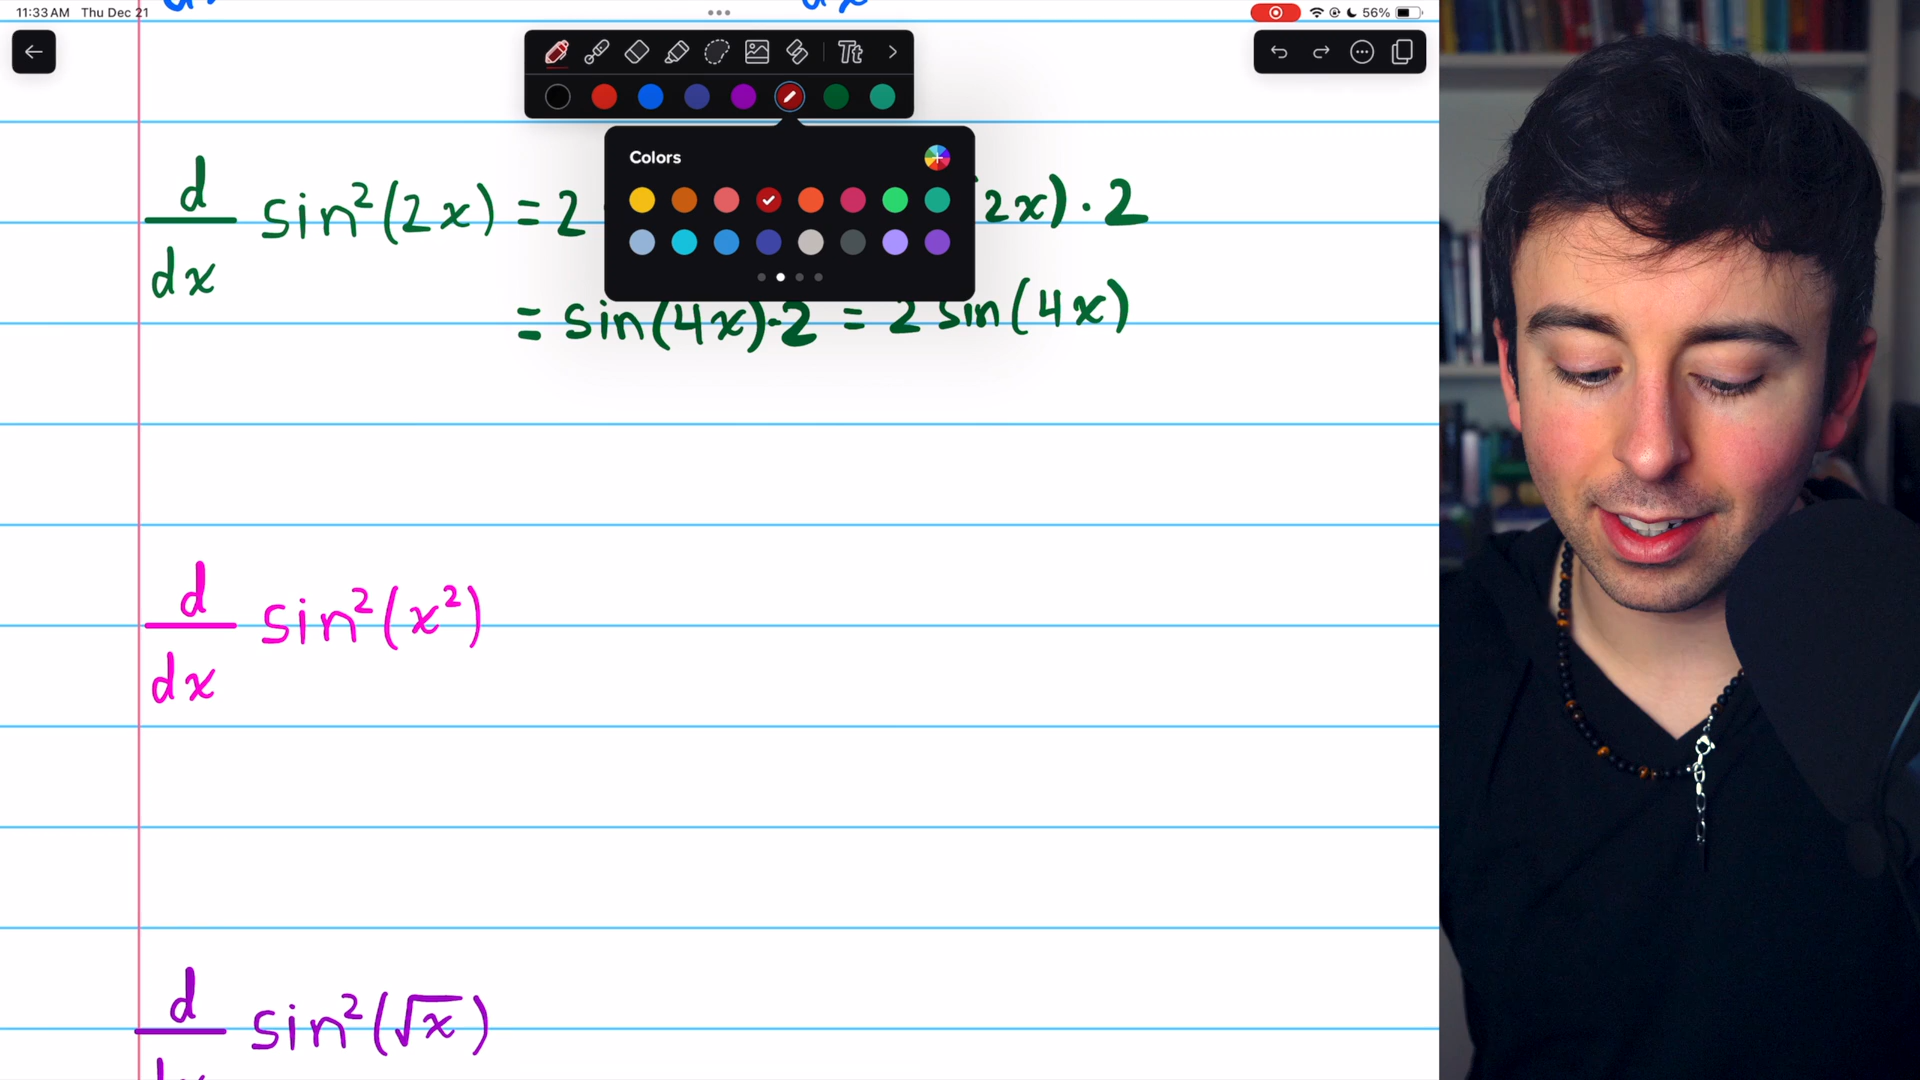 11:33 AM Thu Dec 21
56%
Tt
Colors
d/dx sin²(2x) = 2 2x) · 2
= sin(4x)·2 = 2 sin(4x)
d/dx sin²(x²)
d/dx sin²(√x)